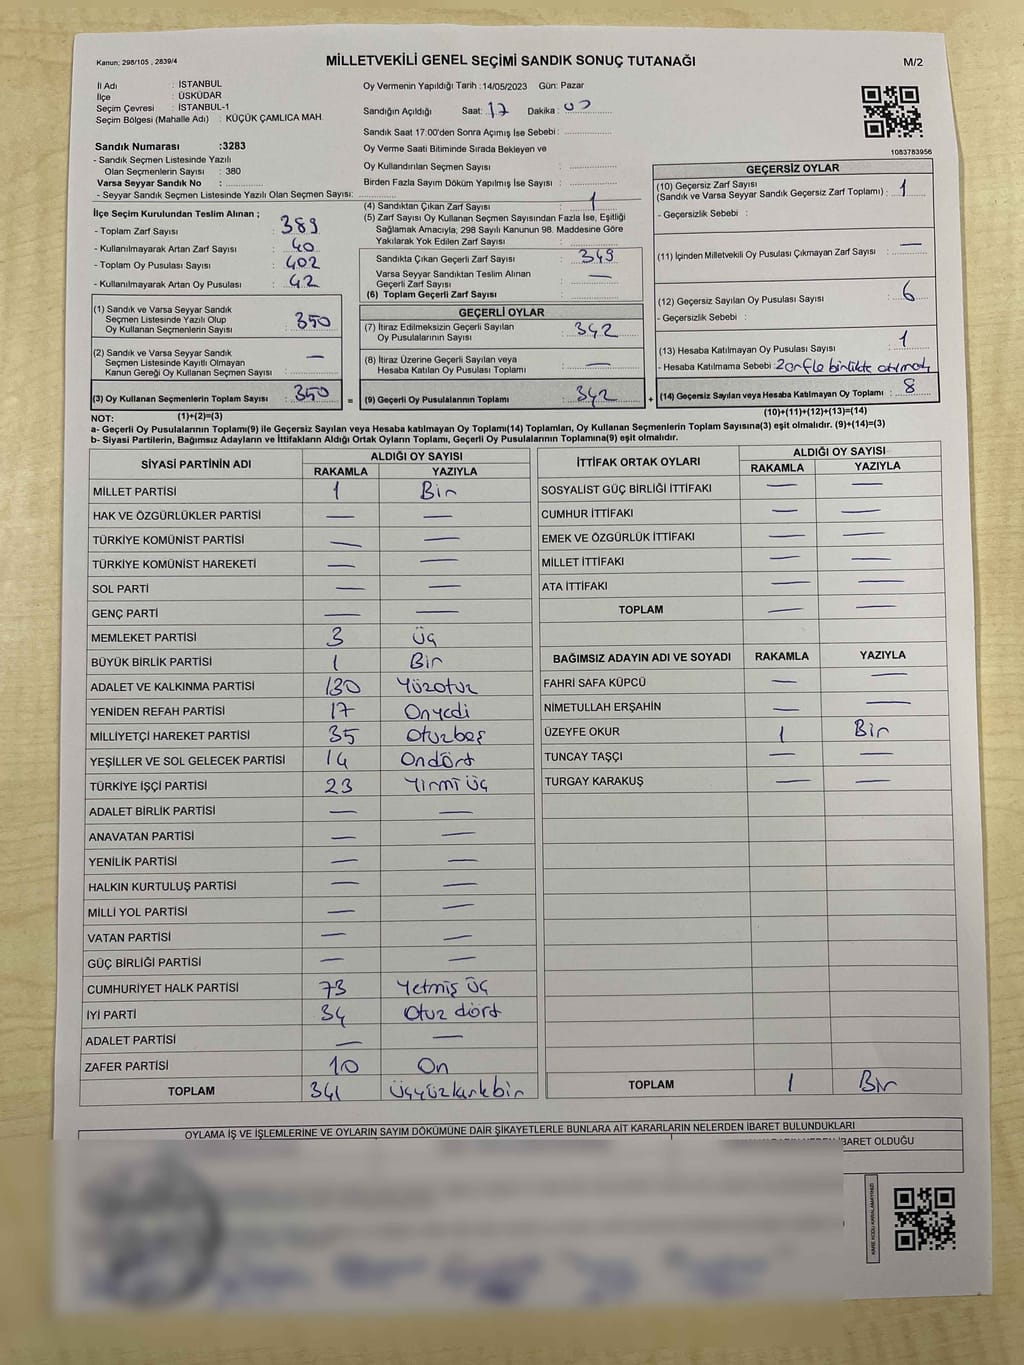 Kanun; 298/105 , 2839/4
MİLLETVEKİLİ GENEL SEÇİMİ SANDIK SONUÇ TUTANAĞI
M/2
İl Adı : İSTANBUL
İlçe : ÜSKÜDAR
Seçim Çevresi : İSTANBUL-1
Seçim Bölgesi (Mahalle Adı) : KÜÇÜK ÇAMLICA MAH.
Sandık Numarası :3283
- Sandık Seçmen Listesinde Yazılı
Olan Seçmenlerin Sayısı : 380
Varsa Seyyar Sandık No :
- Seyyar Sandık Seçmen Listesinde Yazılı Olan Seçmen Sayısı:
İlçe Seçim Kurulundan Teslim Alınan ;
- Toplam Zarf Sayısı : 389
- Kullanılmayarak Artan Zarf Sayısı : 40
- Toplam Oy Pusulası Sayısı : 402
- Kullanılmayarak Artan Oy Pusulası : 42
(1) Sandık ve Varsa Seyyar Sandık
Seçmen Listesinde Yazılı Olup
Oy Kullanan Seçmenlerin Sayısı : 350
(2) Sandık ve Varsa Seyyar Sandık
Seçmen Listesinde Kayıtlı Olmayan
Kanun Gereği Oy Kullanan Seçmen Sayısı : —
(3) Oy Kullanan Seçmenlerin Toplam Sayısı : 350
Oy Vermenin Yapıldığı Tarih :14/05/2023 Gün: Pazar
Sandığın Açıldığı Saat: 17 Dakika :
Sandık Saat 17.00'den Sonra Açımış İse Sebebi :
Oy Verme Saati Bitiminde Sırada Bekleyen ve
Oy Kullandırılan Seçmen Sayısı :
Birden Fazla Sayım Döküm Yapılmış İse Sayısı :
(4) Sandıktan Çıkan Zarf Sayısı : 1
(5) Zarf Sayısı Oy Kullanan Seçmen Sayısından Fazla İse, Eşitliği
Sağlamak Amacıyla; 298 Sayılı Kanunun 98. Maddesine Göre
Yakılarak Yok Edilen Zarf Sayısı :
Sandıkta Çıkan Geçerli Zarf Sayısı : 349
Varsa Seyyar Sandıktan Teslim Alınan
Geçerli Zarf Sayısı : —
(6) Toplam Geçerli Zarf Sayısı :
GEÇERLİ OYLAR
(7) İtiraz Edilmeksizin Geçerli Sayılan
Oy Pusulalarının Sayısı : 342
(8) İtiraz Üzerine Geçerli Sayılan veya
Hesaba Katılan Oy Pusulası Toplamı : —
= (9) Geçerli Oy Pusulalarının Toplamı : 342
1083783956
GEÇERSİZ OYLAR
(10) Geçersiz Zarf Sayısı
(Sandık ve Varsa Seyyar Sandık Geçersiz Zarf Toplamı) : 1
- Geçersizlik Sebebi :
(11) İçinden Milletvekili Oy Pusulası Çıkmayan Zarf Sayısı : —
(12) Geçersiz Sayılan Oy Pusulası Sayısı : 6
- Geçersizlik Sebebi :
(13) Hesaba Katılmayan Oy Pusulası Sayısı : 1
- Hesaba Katılmama Sebebi : birlikte
+ (14) Geçersiz Sayılan veya Hesaba Katılmayan Oy Toplamı : 8
NOT: (1)+(2)=(3)
(10)+(11)+(12)+(13)=(14)
a- Geçerli Oy Pusulalarının Toplamı(9) ile Geçersiz Sayılan veya Hesaba katılmayan Oy Toplamı(14) Toplamları, Oy Kullanan Seçmenlerin Toplam Sayısına(3) eşit olmalıdır. (9)+(14)=(3)
b- Siyasi Partilerin, Bağımsız Adayların ve İttifakların Aldığı Ortak Oyların Toplamı, Geçerli Oy Pusulalarının Toplamına(9) eşit olmalıdır.
SİYASİ PARTİNİN ADI
ALDIĞI OY SAYISI
RAKAMLA YAZIYLA
MİLLET PARTİSİ 1 Bir
HAK VE ÖZGÜRLÜKLER PARTİSİ — —
TÜRKİYE KOMÜNİST PARTİSİ — —
TÜRKİYE KOMÜNİST HAREKETİ — —
SOL PARTİ — —
GENÇ PARTİ — —
MEMLEKET PARTİSİ 3 üç
BÜYÜK BİRLİK PARTİSİ 1 Bir
ADALET VE KALKINMA PARTİSİ 130 Yüzotuz
YENİDEN REFAH PARTİSİ 17 Onyedi
MİLLİYETÇİ HAREKET PARTİSİ 35 Otuzbeş
YEŞİLLER VE SOL GELECEK PARTİSİ 14 Ondört
TÜRKİYE İŞÇİ PARTİSİ 23 Yirmi üç
ADALET BİRLİK PARTİSİ — —
ANAVATAN PARTİSİ — —
YENİLİK PARTİSİ — —
HALKIN KURTULUŞ PARTİSİ — —
MİLLİ YOL PARTİSİ — —
VATAN PARTİSİ — —
GÜÇ BİRLİĞİ PARTİSİ — —
CUMHURİYET HALK PARTİSİ 73 Yetmiş üç
İYİ PARTİ 34 Otuz dört
ADALET PARTİSİ — —
ZAFER PARTİSİ 10 On
TOPLAM 341 Üçyüzkırkbir
İTTİFAK ORTAK OYLARI
ALDIĞI OY SAYISI
RAKAMLA YAZIYLA
SOSYALİST GÜÇ BİRLİĞİ İTTİFAKI — —
CUMHUR İTTİFAKI — —
EMEK VE ÖZGÜRLÜK İTTİFAKI — —
MİLLET İTTİFAKI — —
ATA İTTİFAKI — —
TOPLAM — —
BAĞIMSIZ ADAYIN ADI VE SOYADI RAKAMLA YAZIYLA
FAHRİ SAFA KÜPCÜ — —
NİMETULLAH ERŞAHİN — —
ÜZEYFE OKUR 1 Bir
TUNCAY TAŞÇI — —
TURGAY KARAKUŞ — —
TOPLAM 1 Bir
OYLAMA İŞ VE İŞLEMLERİNE VE OYLARIN SAYIM DÖKÜMÜNE DAİR ŞİKAYETLERLE BUNLARA AİT KARARLARIN NELERDEN İBARET BULUNDUKLARI
İBARET OLDUĞU